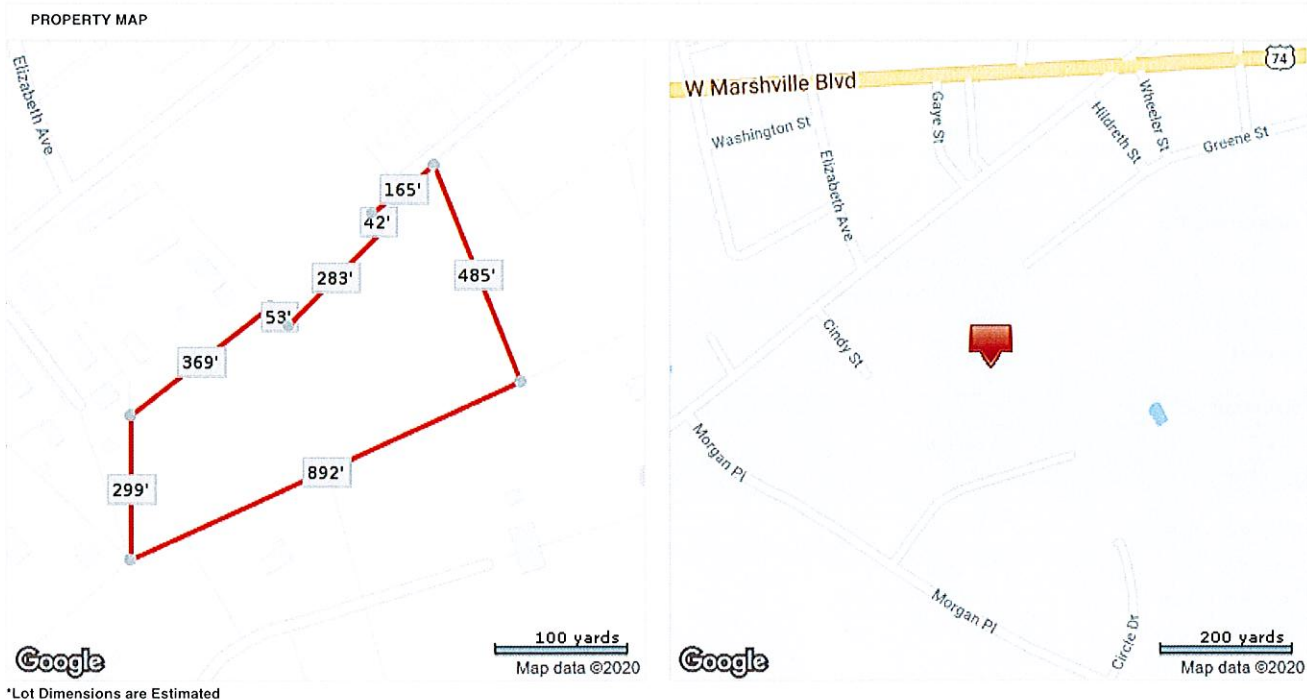 PROPERTY MAP
Elizabeth Ave
165'
42'
283'
485'
53'
369'
892'
299'
100 yards
Google
Map data ©2020
74
W Marshville Blvd
Gaye St
Wheeler St
Hildreth St
Washington St
Greene St
Elizabeth Ave
Cindy St
Morgan Pl
Morgan Pl
Circle Dr
200 yards
Google
Map data ©2020
*Lot Dimensions are Estimated